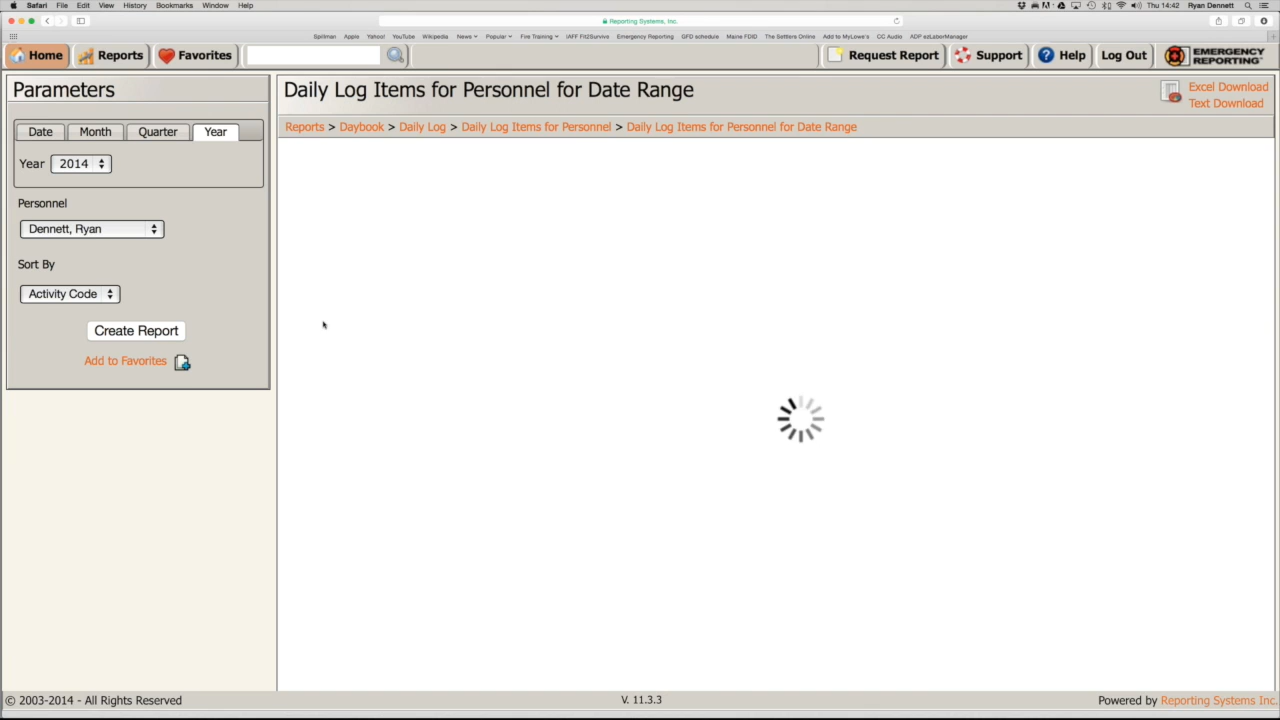 Safari File Edit View History Bookmarks Window Help Thu 14:42 Ryan Dennett
Reporting Systems, Inc.
Spillman Apple Yahoo! YouTube Wikipedia News Popular Fire Training IAFF Fit2Survive Emergency Reporting GFD schedule Maine FDID The Settlers Online Add to MyLowe's CC Audio ADP ezLaborManager
Home Reports Favorites Request Report Support Help Log Out EMERGENCY REPORTING
Parameters
Daily Log Items for Personnel for Date Range
Excel Download
Text Download
Reports > Daybook > Daily Log > Daily Log Items for Personnel > Daily Log Items for Personnel for Date Range
Date Month Quarter Year
Year 2014
Personnel
Dennett, Ryan
Sort By
Activity Code
Create Report
Add to Favorites
© 2003-2014 - All Rights Reserved V. 11.3.3 Powered by Reporting Systems Inc.